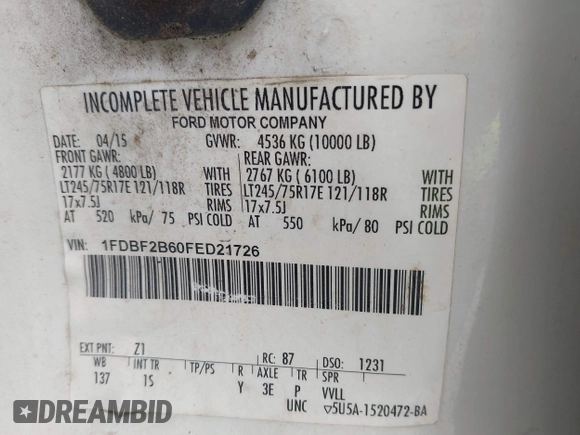 INCOMPLETE VEHICLE MANUFACTURED BY
FORD MOTOR COMPANY
DATE: 04/15 GVWR: 4536 KG (10000 LB)
FRONT GAWR: REAR GAWR:
2177 KG ( 4800 LB) WITH 2767 KG ( 6100 LB) WITH
LT245/75R17E 121/118R TIRES LT245/75R17E 121/118R TIRES
17x7.5J RIMS 17x7.5J RIMS
AT 520 kPa/ 75 PSI COLD AT 550 kPa/ 80 PSI COLD
VIN: 1FDBF2B60FED21726
EXT PNT: Z1 RC: 87 DSO: 1231
WB INT TR TP/PS R AXLE TR SPR
137 1S Y 3E P VVLL
UNC ▽5U5A-1520472-BA
DREAMBID